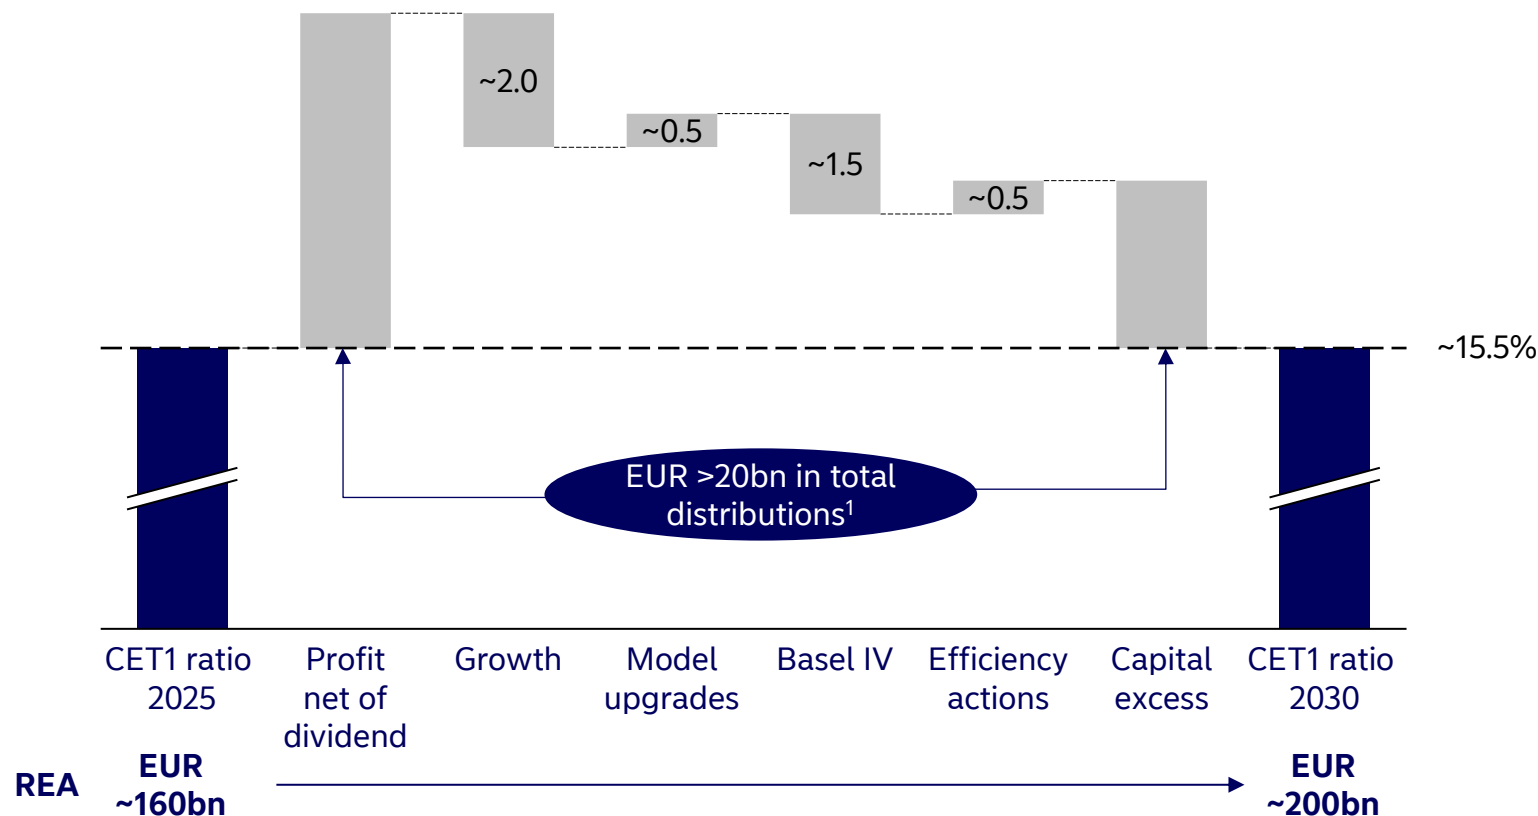 ~2.0
~0.5
~1.5
~0.5
~15.5%
EUR >20bn in total
distributions¹
CET1 ratio
2025
Profit
net of
dividend
Growth
Model
upgrades
Basel IV
Efficiency
actions
Capital
excess
CET1 ratio
2030
REA
EUR
~160bn
EUR
~200bn